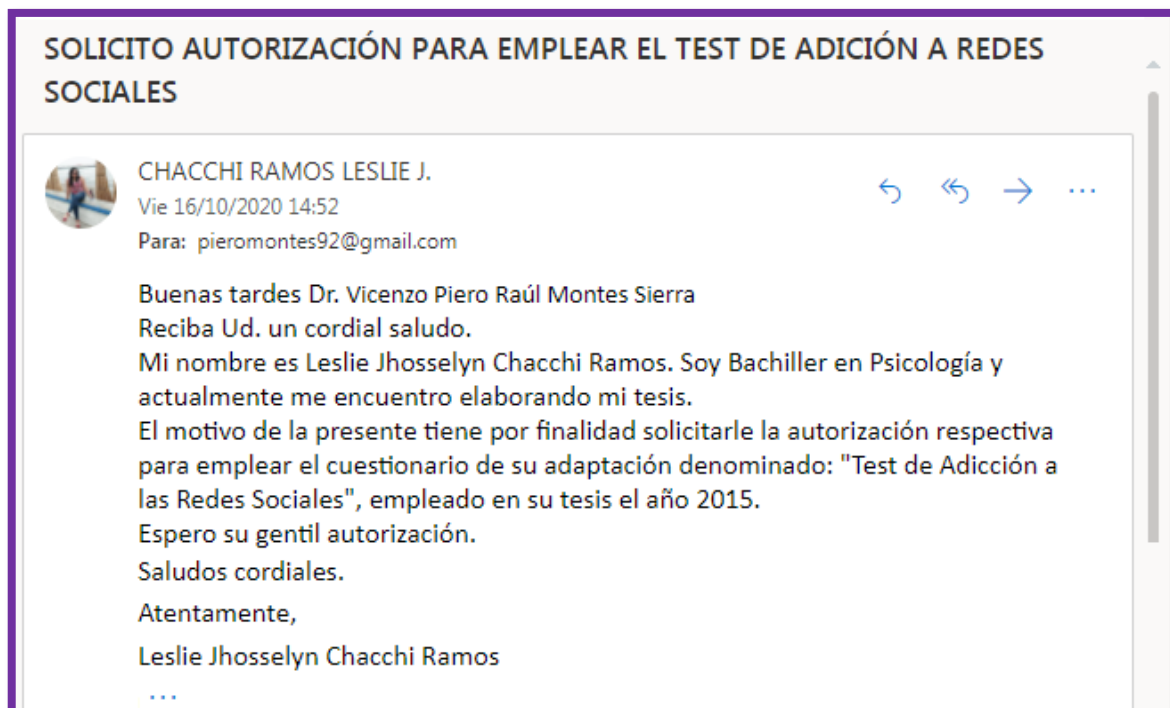 SOLICITO AUTORIZACIÓN PARA EMPLEAR EL TEST DE ADICIÓN A REDES
SOCIALES
CHACCHI RAMOS LESLIE J.
Vie 16/10/2020 14:52
Para: pieromontes92@gmail.com
Buenas tardes Dr. Vicenzo Piero Raúl Montes Sierra
Reciba Ud. un cordial saludo.
Mi nombre es Leslie Jhosselyn Chacchi Ramos. Soy Bachiller en Psicología y
actualmente me encuentro elaborando mi tesis.
El motivo de la presente tiene por finalidad solicitarle la autorización respectiva
para emplear el cuestionario de su adaptación denominado: "Test de Adicción a
las Redes Sociales", empleado en su tesis el año 2015.
Espero su gentil autorización.
Saludos cordiales.
Atentamente,
Leslie Jhosselyn Chacchi Ramos